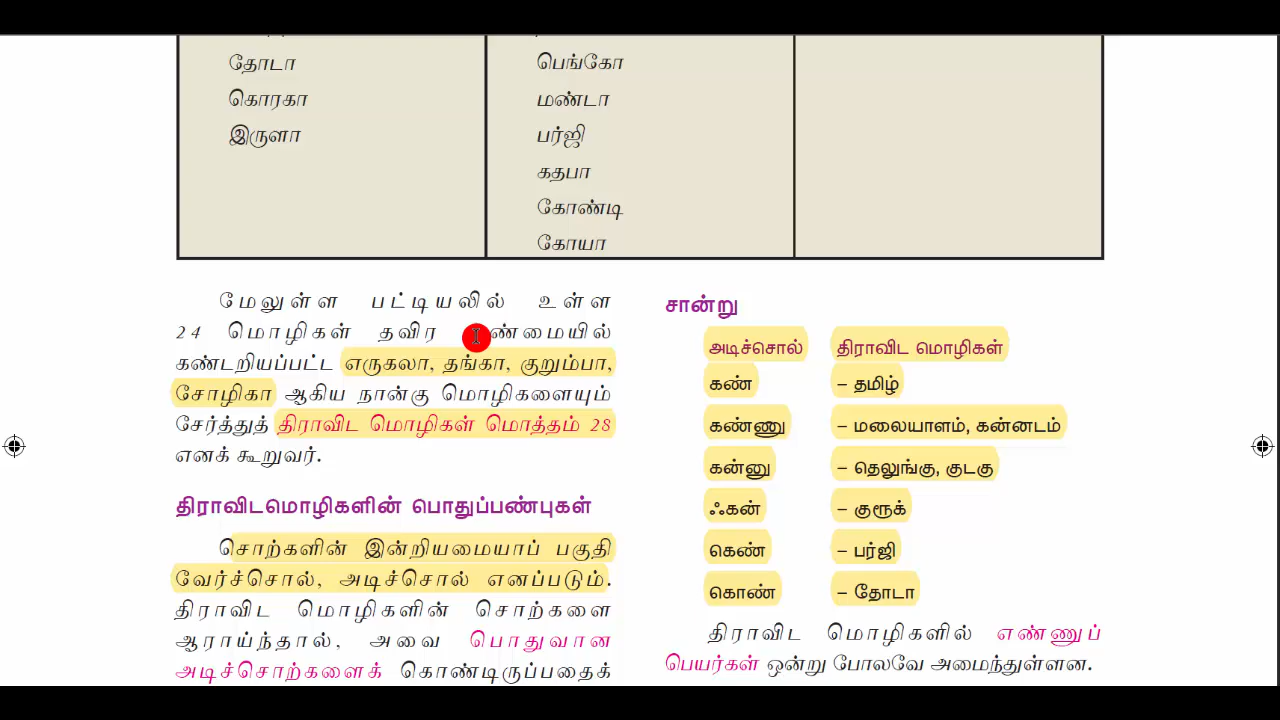 தோடா
கொரகா
இருளா
பெங்கோ
மண்டா
பர்ஜி
கதபா
கோண்டி
கோயா
மேலுள்ள பட்டியலில் உள்ள
24 மொழிகள் தவிர ண்மையில்
கண்டறியப்பட்ட எருகலா, தங்கா, குறும்பா,
சோழிகா ஆகிய நான்கு மொழிகளையும்
சேர்த்துத் திராவிட மொழிகள் மொத்தம் 28
எனக் கூறுவர்.
திராவிடமொழிகளின் பொதுப்பண்புகள்
சொற்களின் இன்றியமையாப் பகுதி
வேர்ச்சொல், அடிச்சொல் எனப்படும்.
திராவிட மொழிகளின் சொற்களை
ஆராய்ந்தால், அவை பொதுவான
அடிச்சொற்களைக் கொண்டிருப்பதைக்
சான்று
அடிச்சொல் திராவிட மொழிகள்
கண் – தமிழ்
கண்ணு – மலையாளம், கன்னடம்
கன்னு – தெலுங்கு, குடகு
ஃகன் – குரூக்
கெண் – பர்ஜி
கொண் – தோடா
திராவிட மொழிகளில் எண்ணுப்
பெயர்கள் ஒன்று போலவே அமைந்துள்ளன.